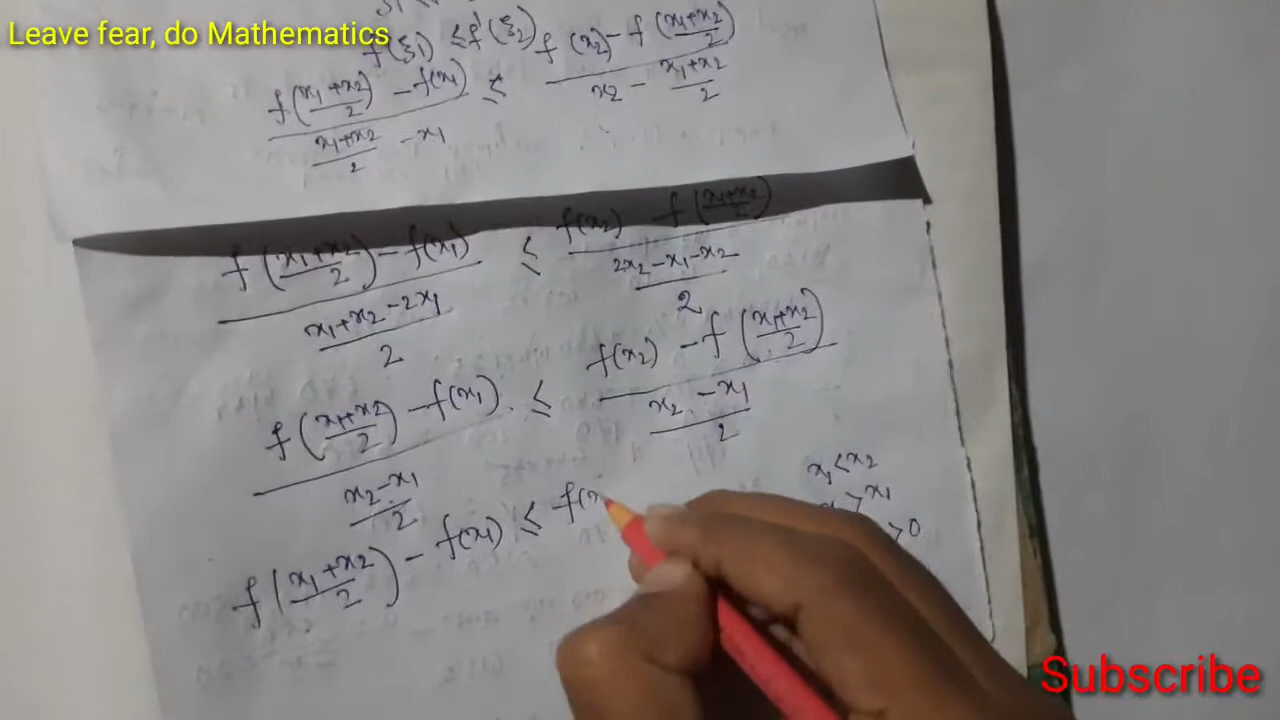 Leave fear, do Mathematics
f'(ξ1) ≤ f'(ξ2)
f((x1+x2)/2) - f(x1) / ((x1+x2)/2 - x1) ≤ f(x2) - f((x1+x2)/2) / (x2 - (x1+x2)/2)
f((x1+x2)/2) - f(x1) / ((x1+x2-2x1)/2) ≤ f(x2) - f((x1+x2)/2) / ((2x2-x1-x2)/2)
f((x1+x2)/2) - f(x1) / ((x2-x1)/2) ≤ f(x2) - f((x1+x2)/2) / ((x2-x1)/2)
x1 < x2
> x1
> 0
f((x1+x2)/2) - f(x1) ≤ f(x
Subscribe